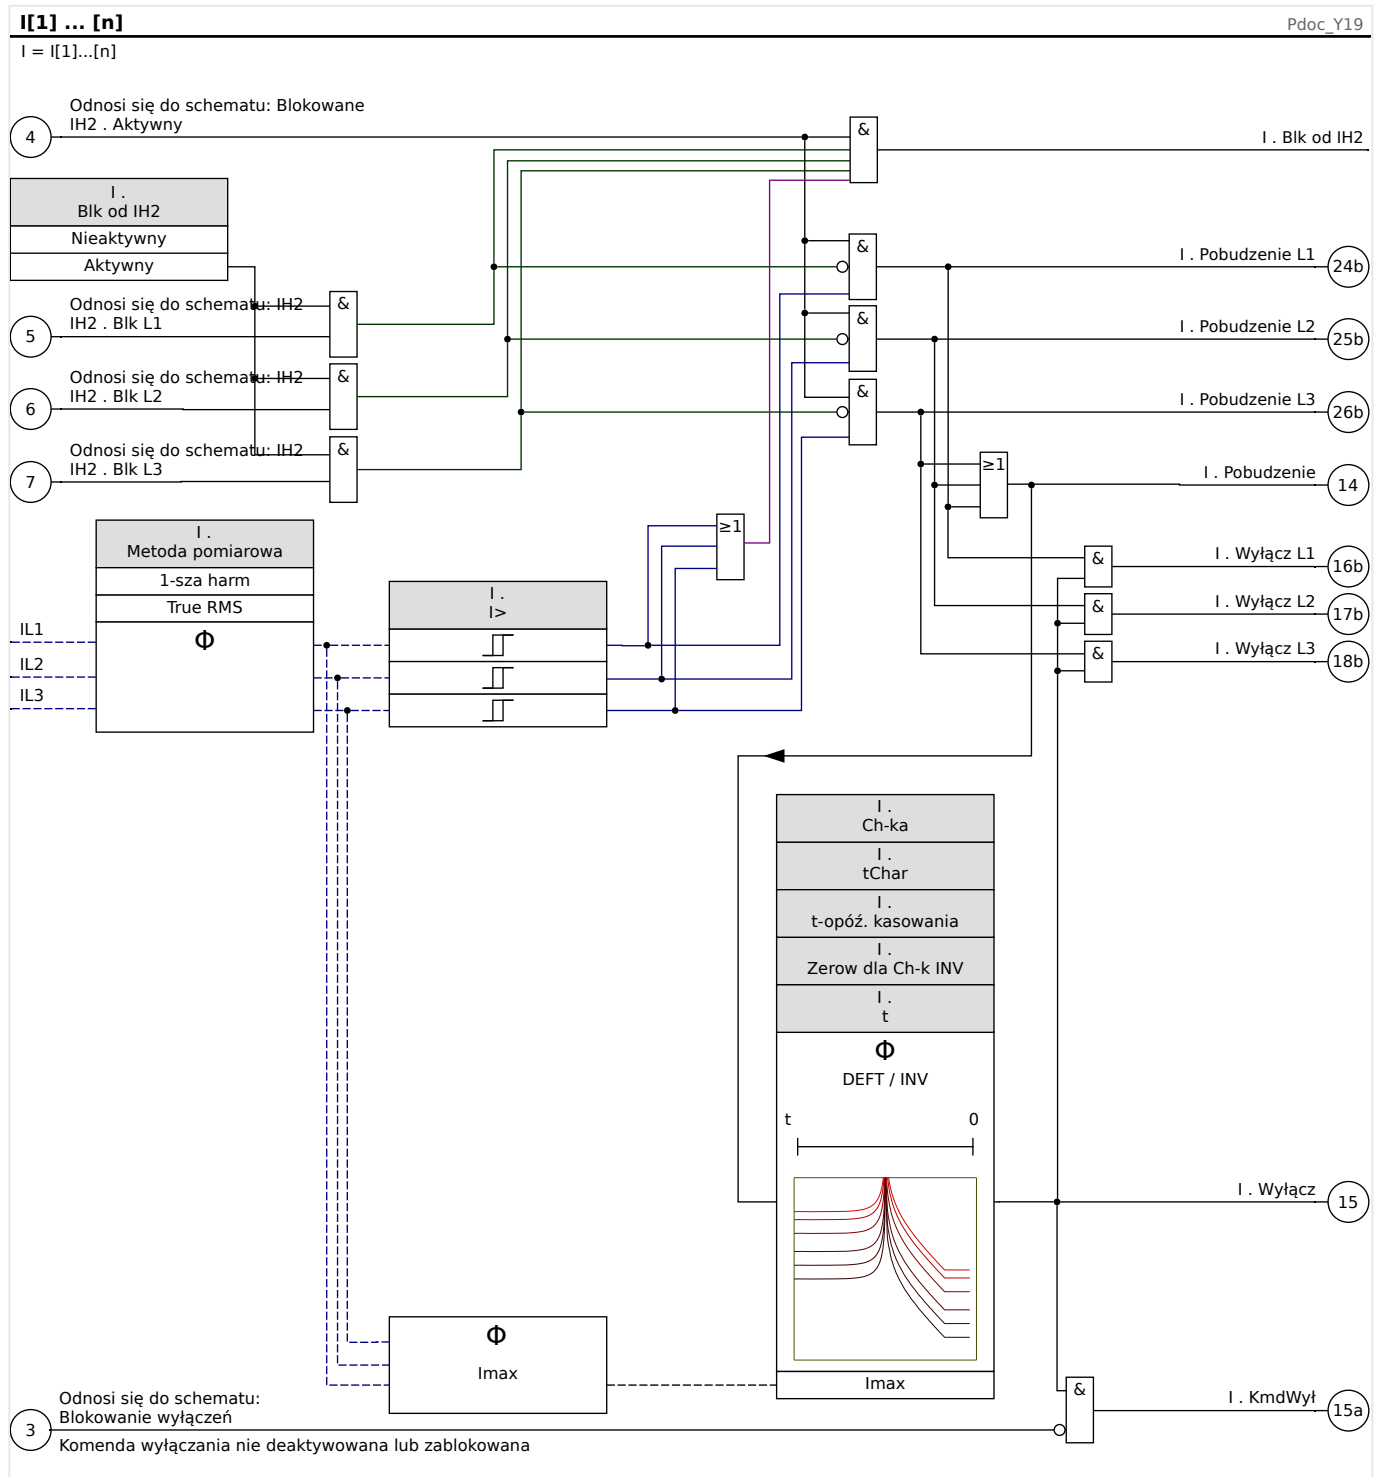 I[1] ... [n]
Pdoc_Y19
I = I[1]...[n]
Odnosi się do schematu: Blokowane
IH2 . Aktywny
4
&
I . Blk od IH2
I .
Blk od IH2
Nieaktywny
Aktywny
&
I . Pobudzenie L1
24b
Odnosi się do schematu: IH2
IH2 . Blk L1
5
&
&
I . Pobudzenie L2
25b
Odnosi się do schematu: IH2
IH2 . Blk L2
6
&
&
I . Pobudzenie L3
26b
Odnosi się do schematu: IH2
IH2 . Blk L3
7
&
≥1
I . Pobudzenie
14
I .
Metoda pomiarowa
1-sza harm
True RMS
Φ
IL1
IL2
IL3
≥1
I .
I>
&
I . Wyłącz L1
16b
&
I . Wyłącz L2
17b
&
I . Wyłącz L3
18b
I .
Ch-ka
I .
tChar
I .
t-opóź. kasowania
I .
Zerow dla Ch-k INV
I .
t
Φ
DEFT / INV
t
0
I . Wyłącz
15
Φ
Imax
Imax
&
I . KmdWył
15a
Odnosi się do schematu:
Blokowanie wyłączeń
3
Komenda wyłączania nie deaktywowana lub zablokowana